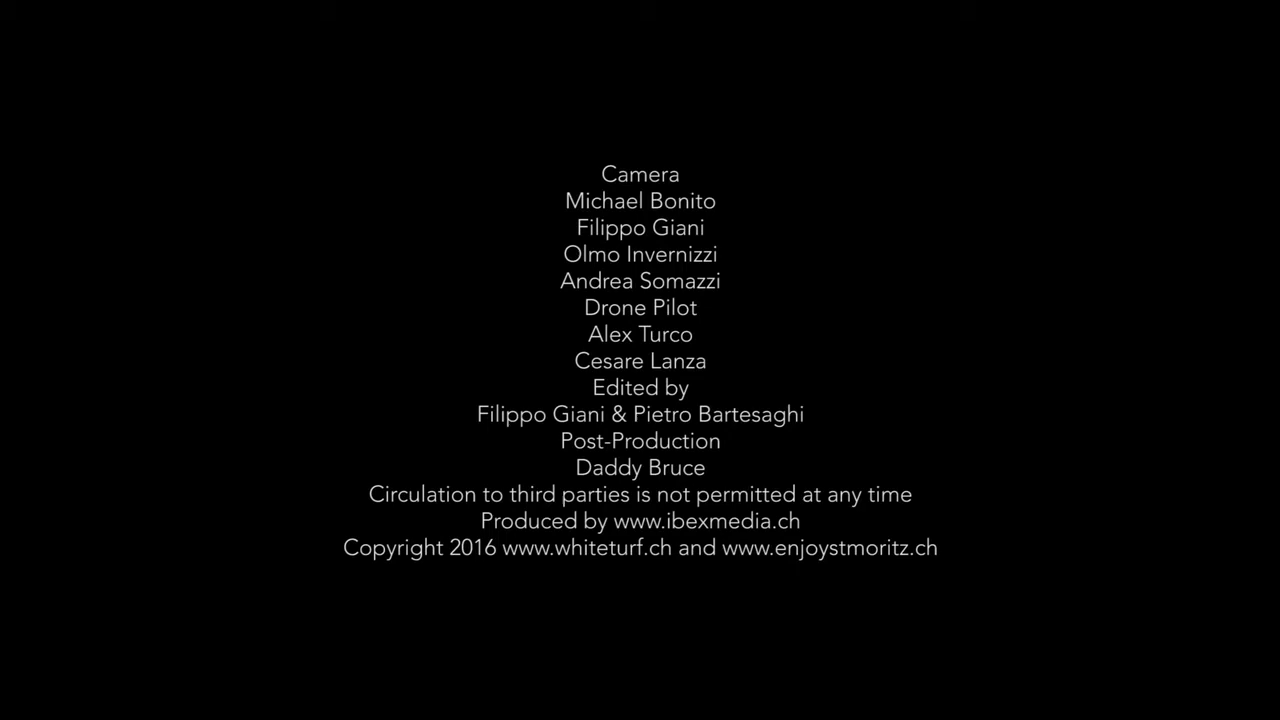 Camera
Michael Bonito
Filippo Giani
Olmo Invernizzi
Andrea Somazzi
Drone Pilot
Alex Turco
Cesare Lanza
Edited by
Filippo Giani & Pietro Bartesaghi
Post-Production
Daddy Bruce
Circulation to third parties is not permitted at any time
Produced by www.ibexmedia.ch
Copyright 2016 www.whiteturf.ch and www.enjoystmoritz.ch